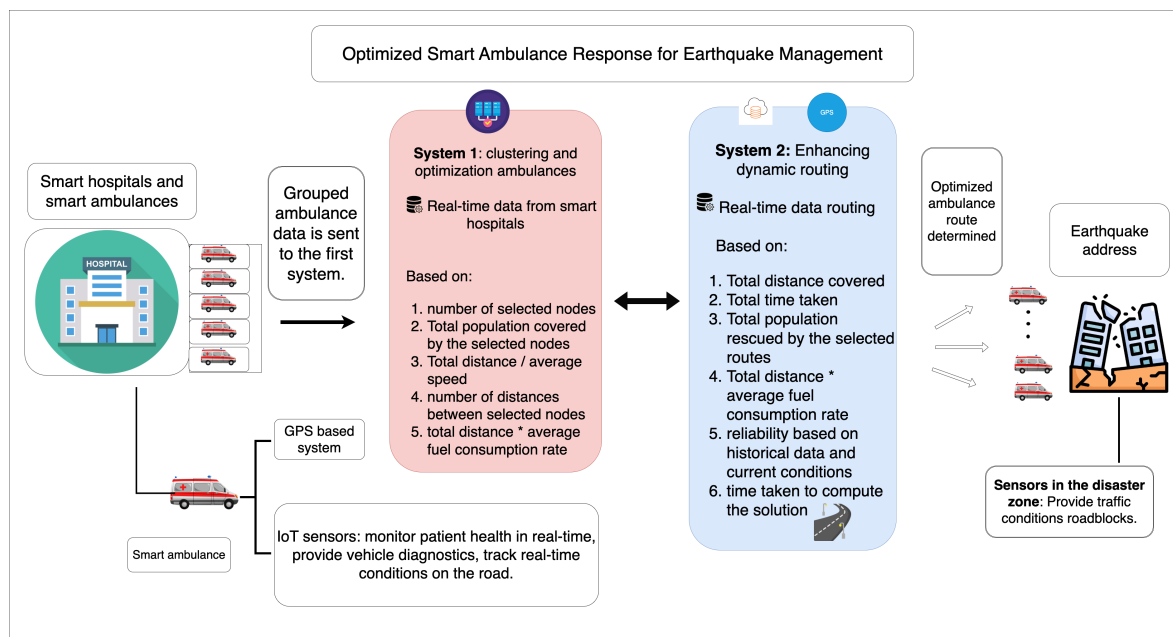 Optimized Smart Ambulance Response for Earthquake Management
Smart hospitals and
smart ambulances
HOSPITAL
Grouped
ambulance
data is sent
to the first
system.
System 1: clustering and
optimization ambulances
Real-time data from smart
hospitals
Based on:
1. number of selected nodes
2. Total population covered
by the selected nodes
3. Total distance / average
speed
4. number of distances
between selected nodes
5. total distance * average
fuel consumption rate
GPS
System 2: Enhancing
dynamic routing
Real-time data routing
Based on:
1. Total distance covered
2. Total time taken
3. Total population
rescued by the selected
routes
4. Total distance *
average fuel
consumption rate
5. reliability based on
historical data and
current conditions
6. time taken to compute
the solution
Optimized
ambulance
route
determined
Earthquake
address
Sensors in the disaster
zone: Provide traffic
conditions roadblocks.
GPS based
system
Smart ambulance
IoT sensors: monitor patient health in real-time,
provide vehicle diagnostics, track real-time
conditions on the road.